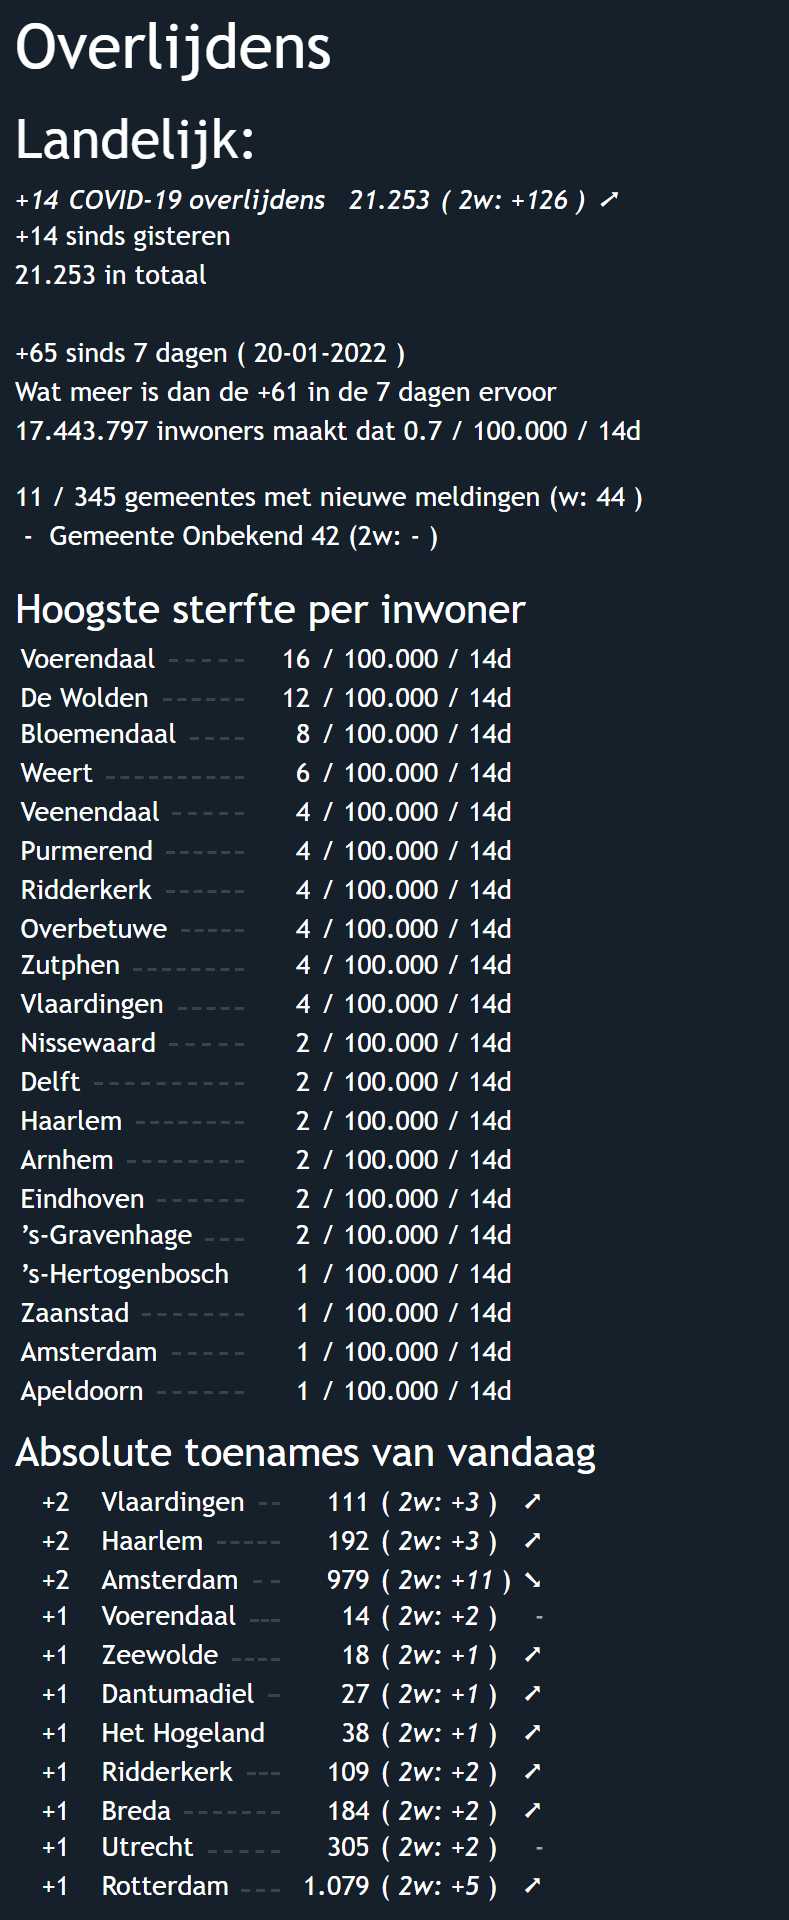 Overlijdens
Landelijk:
+14 COVID-19 overlijdens 21.253 ( 2w: +126 ) ➚
+14 sinds gisteren
21.253 in totaal
+65 sinds 7 dagen ( 20-01-2022 )
Wat meer is dan de +61 in de 7 dagen ervoor
17.443.797 inwoners maakt dat 0.7 / 100.000 / 14d
11 / 345 gemeentes met nieuwe meldingen (w: 44 )
- Gemeente Onbekend 42 (2w: - )
Hoogste sterfte per inwoner
Voerendaal ----- 16 / 100.000 / 14d
De Wolden ------ 12 / 100.000 / 14d
Bloemendaal ---- 8 / 100.000 / 14d
Weert ---------- 6 / 100.000 / 14d
Veenendaal ----- 4 / 100.000 / 14d
Purmerend ------ 4 / 100.000 / 14d
Ridderkerk ------ 4 / 100.000 / 14d
Overbetuwe ----- 4 / 100.000 / 14d
Zutphen -------- 4 / 100.000 / 14d
Vlaardingen ----- 4 / 100.000 / 14d
Nissewaard ----- 2 / 100.000 / 14d
Delft ----------- 2 / 100.000 / 14d
Haarlem -------- 2 / 100.000 / 14d
Arnhem -------- 2 / 100.000 / 14d
Eindhoven ------ 2 / 100.000 / 14d
’s-Gravenhage --- 2 / 100.000 / 14d
’s-Hertogenbosch 1 / 100.000 / 14d
Zaanstad ------- 1 / 100.000 / 14d
Amsterdam ----- 1 / 100.000 / 14d
Apeldoorn ------ 1 / 100.000 / 14d
Absolute toenames van vandaag
+2 Vlaardingen -- 111 ( 2w: +3 ) ➚
+2 Haarlem ----- 192 ( 2w: +3 ) ➚
+2 Amsterdam -- 979 ( 2w: +11 ) ➘
+1 Voerendaal --- 14 ( 2w: +2 ) -
+1 Zeewolde ---- 18 ( 2w: +1 ) ➚
+1 Dantumadiel - 27 ( 2w: +1 ) ➚
+1 Het Hogeland 38 ( 2w: +1 ) ➚
+1 Ridderkerk --- 109 ( 2w: +2 ) ➚
+1 Breda ------- 184 ( 2w: +2 ) ➚
+1 Utrecht ----- 305 ( 2w: +2 ) -
+1 Rotterdam --- 1.079 ( 2w: +5 ) ➚